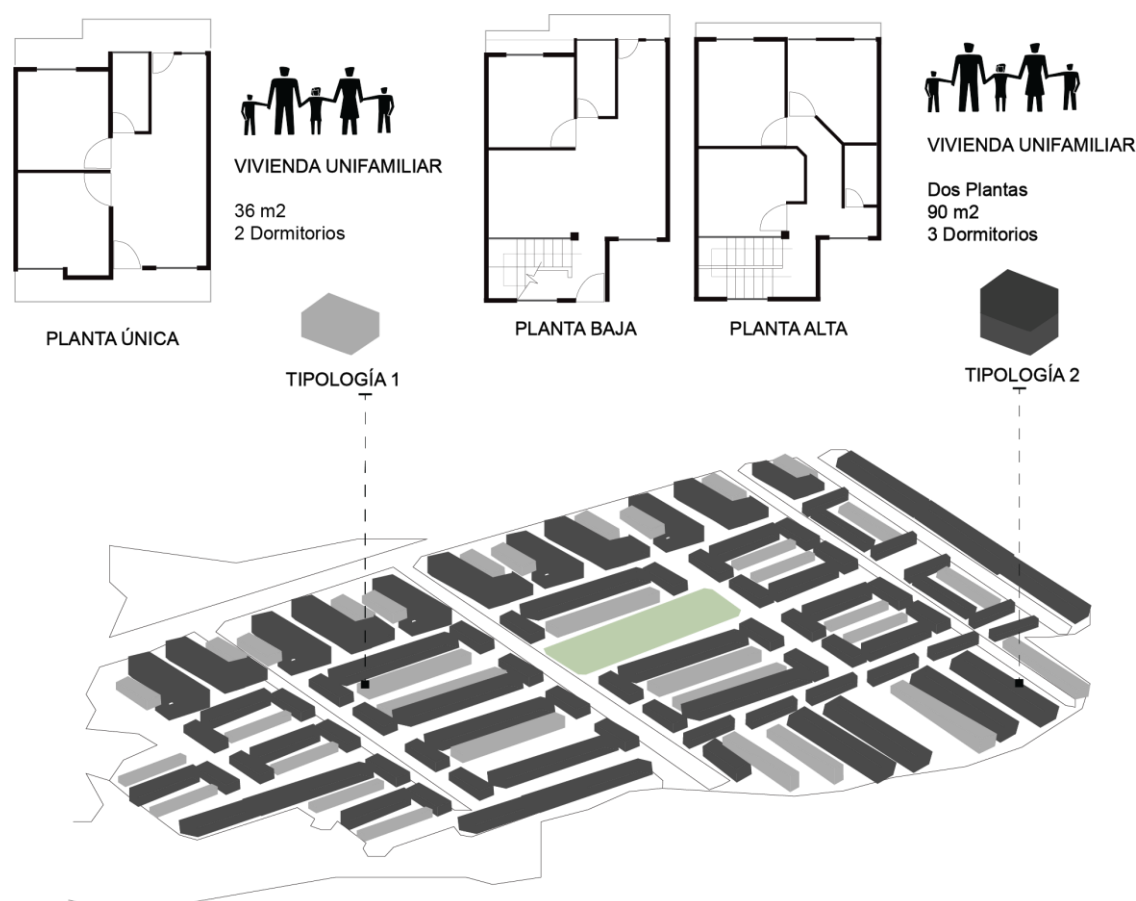 VIVIENDA UNIFAMILIAR
36 m2
2 Dormitorios
PLANTA ÚNICA
TIPOLOGÍA 1
PLANTA BAJA
PLANTA ALTA
VIVIENDA UNIFAMILIAR
Dos Plantas
90 m2
3 Dormitorios
TIPOLOGÍA 2